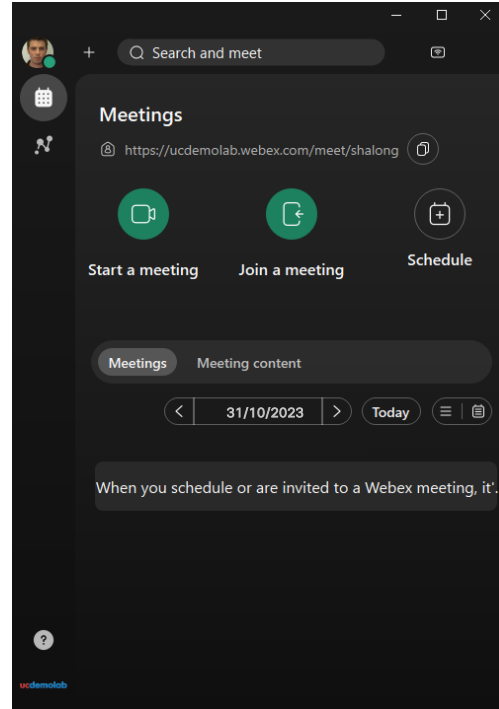 Search and meet
Meetings
https://ucdemolab.webex.com/meet/shalong
Start a meeting
Join a meeting
Schedule
Meetings
Meeting content
31/10/2023
Today
When you schedule or are invited to a Webex meeting, it'.
?
ucdemolab